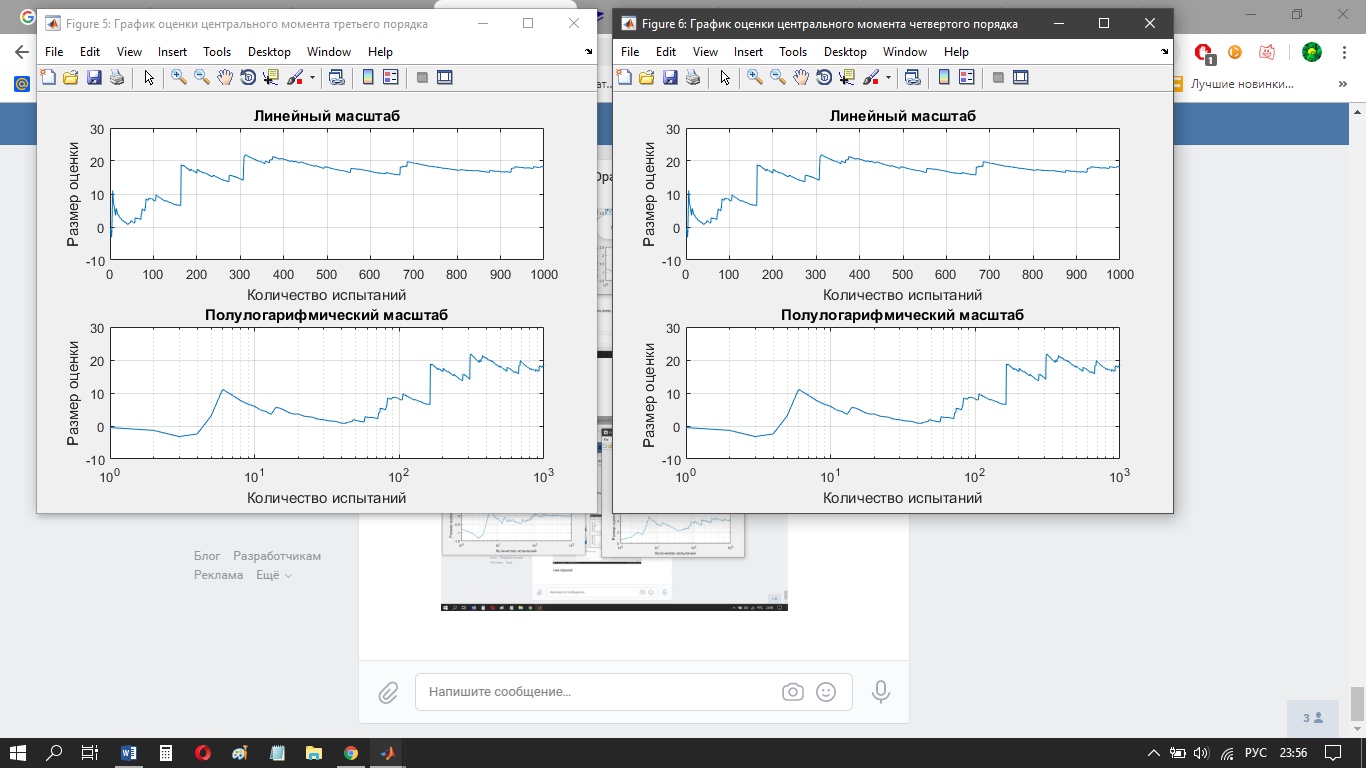 Figure 5: График оценки центрального момента третьего порядка
File Edit View Insert Tools Desktop Window Help
Линейный масштаб
Размер оценки
30
20
10
0
-10
0 100 200 300 400 500 600 700 800 900 1000
Количество испытаний
Полулогарифмический масштаб
Размер оценки
30
20
10
0
-10
10^0 10^1 10^2 10^3
Количество испытаний
Figure 6: График оценки центрального момента четвертого порядка
File Edit View Insert Tools Desktop Window Help
Линейный масштаб
Размер оценки
30
20
10
0
-10
0 100 200 300 400 500 600 700 800 900 1000
Количество испытаний
Полулогарифмический масштаб
Размер оценки
30
20
10
0
-10
10^0 10^1 10^2 10^3
Количество испытаний
1
Лучшие новинки...
»
Блог Разработчикам
Реклама Ещё
Напишите сообщение...
3
РУС 23:56